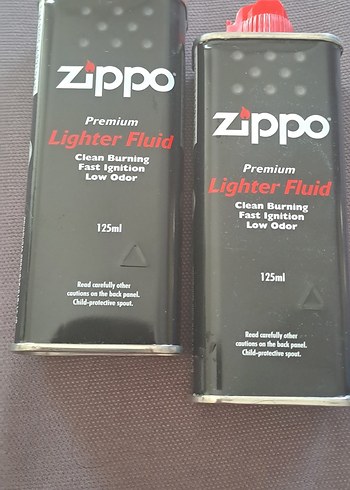 zippo
Premium
Lighter Fluid
Clean Burning
Fast Ignition
Low Odor
125ml
Read carefully other
cautions on the back panel.
Child-protective spout.
zippo
Premium
Lighter Fluid
Clean Burning
Fast Ignition
Low Odor
125ml
Read carefully other
cautions on the back panel.
Child-protective spout.